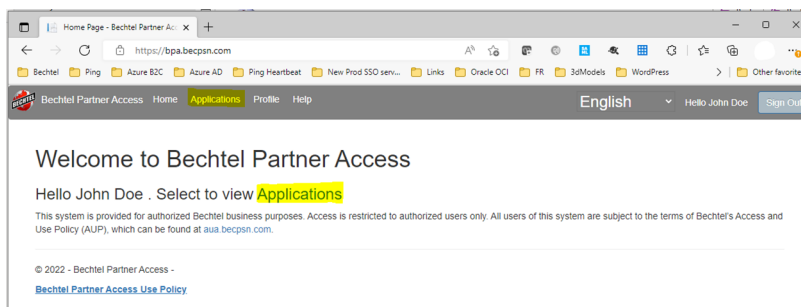 Home Page - Bechtel Partner Acc
https://bpa.becpsn.com
Bechtel Ping Azure B2C Azure AD Ping Heartbeat New Prod SSO serv... Links Oracle OCI FR 3dModels WordPress Other favorite
BECHTEL Bechtel Partner Access Home Applications Profile Help English Hello John Doe Sign Out
Welcome to Bechtel Partner Access
Hello John Doe . Select to view Applications
This system is provided for authorized Bechtel business purposes. Access is restricted to authorized users only. All users of this system are subject to the terms of Bechtel's Access and
Use Policy (AUP), which can be found at aua.becpsn.com.
© 2022 - Bechtel Partner Access -
Bechtel Partner Access Use Policy